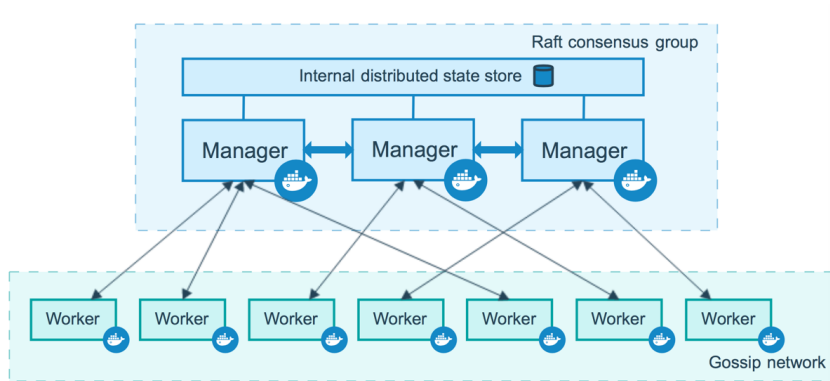 Raft consensus group
Internal distributed state store
Manager
Manager
Manager
Worker
Worker
Worker
Worker
Worker
Worker
Worker
Gossip network